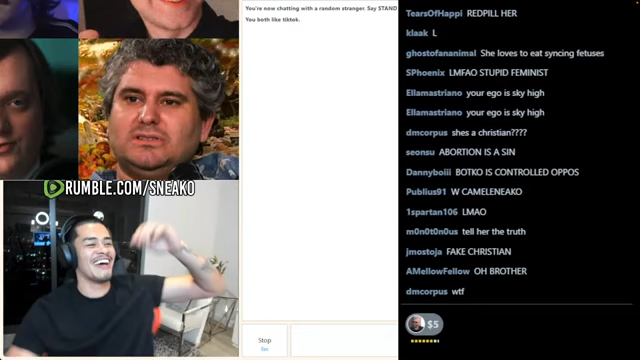 You're now chatting with a random stranger. Say STAND
You both like tiktok.
RUMBLE.COM/SNEAKO
Stop
Esc
TearsOfHappi REDPILL HER
klaak L
ghostofananimal She loves to eat syncing fetuses
SPhoenix LMFAO STUPID FEMINIST
Ellamastriano your ego is sky high
Ellamastriano your ego is sky high
dmcorpus shes a christian????
seonsu ABORTION IS A SIN
Dannyboiii BOTKO IS CONTROLLED OPPOS
Publius91 W CAMELENEAKO
1spartan106 LMAO
m0n0t0n0us tell her the truth
jmostoja FAKE CHRISTIAN
AMellowFellow OH BROTHER
dmcorpus wtf
$5